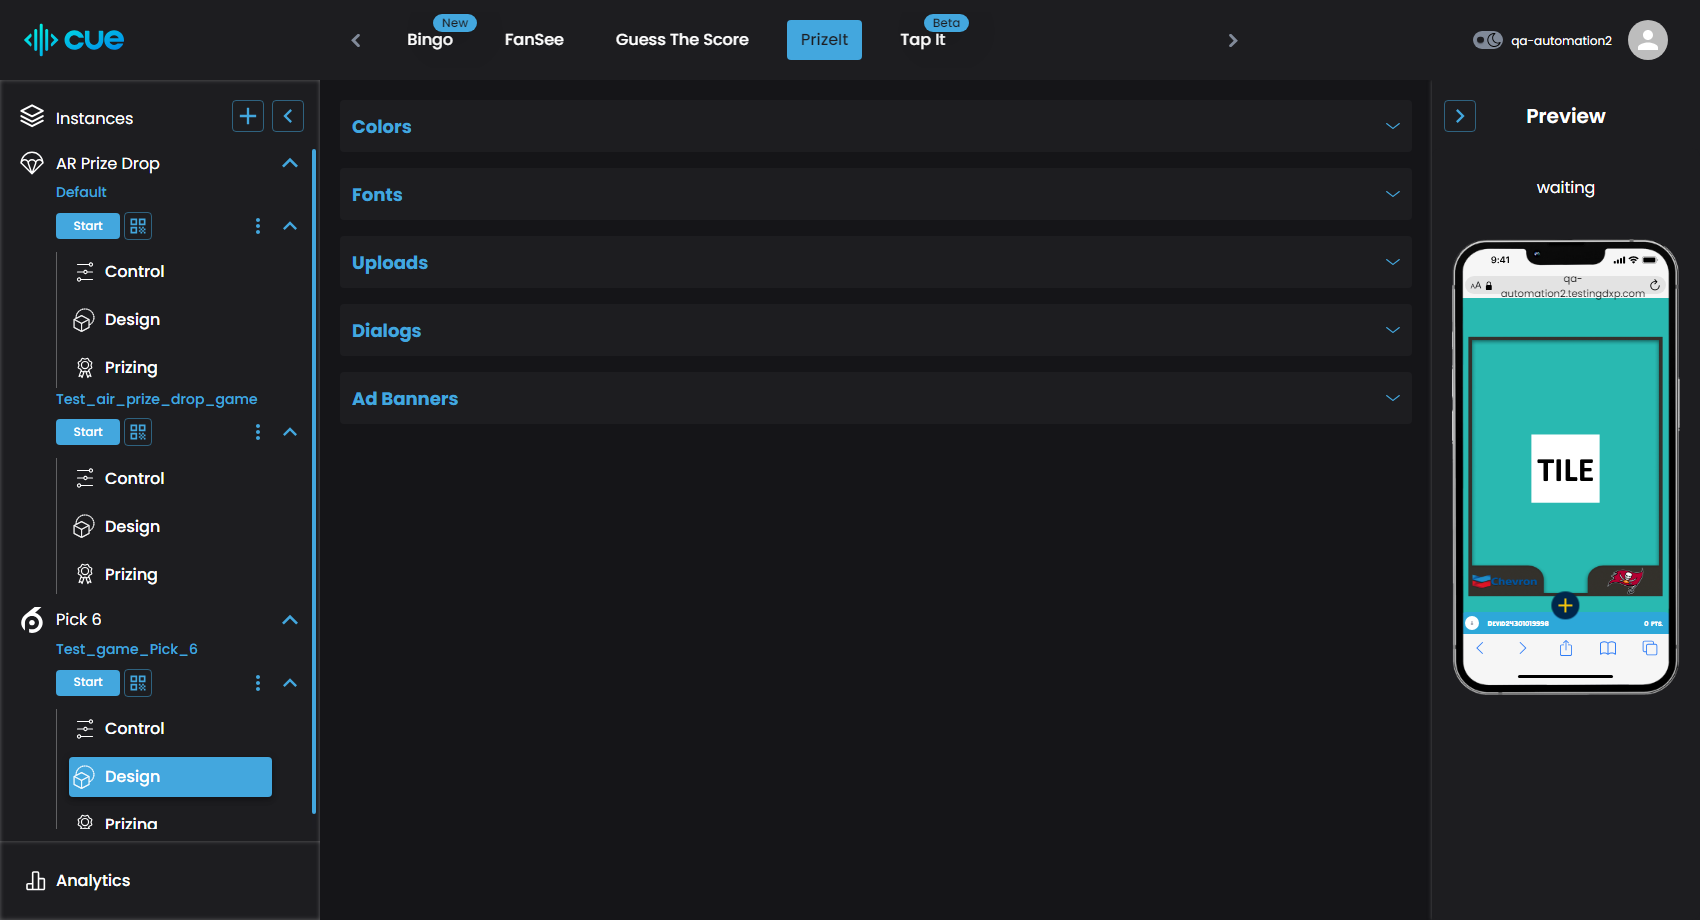 cue
Bingo
New
FanSee
Guess The Score
PrizeIt
Tap It
Beta
qa-automation2
Instances
AR Prize Drop
Default
Start
Control
Design
Prizing
Test_air_prize_drop_game
Start
Control
Design
Prizing
Pick 6
Test_game_Pick_6
Start
Control
Design
Prizing
Analytics
Colors
Fonts
Uploads
Dialogs
Ad Banners
Preview
waiting
9:41
AA
qa-
automation2.testingdxp.com
TILE
Chevron
0 PTS.